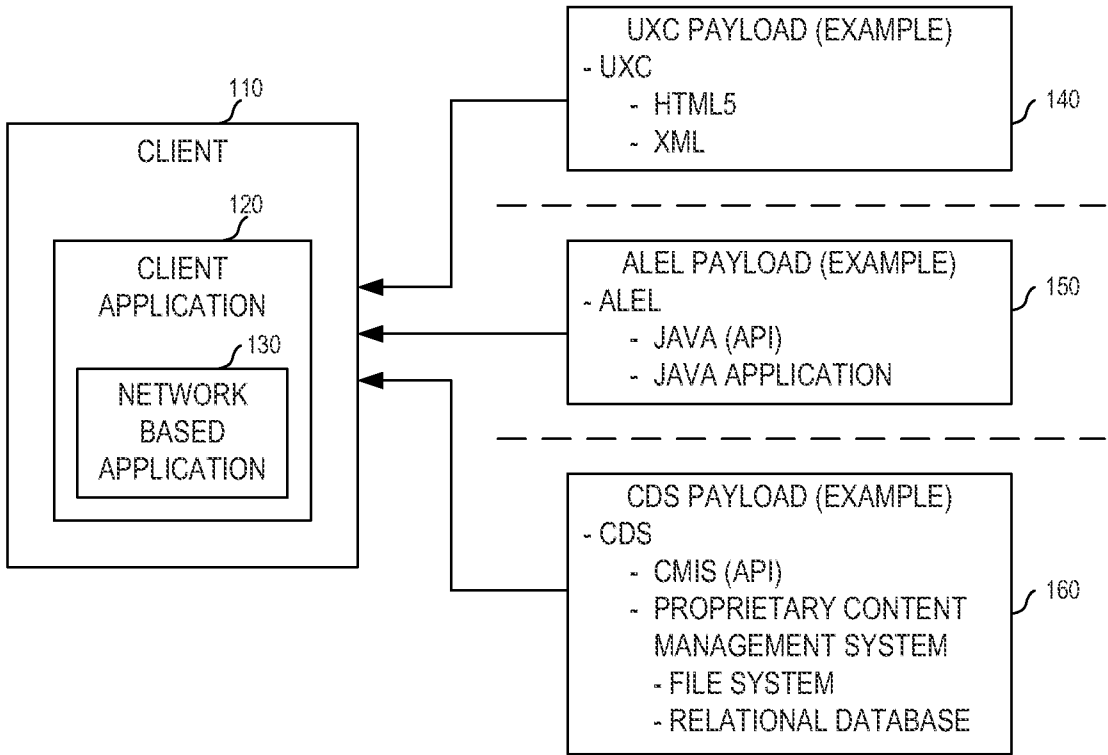 110
CLIENT
120
CLIENT
APPLICATION
130
NETWORK
BASED
APPLICATION
UXC PAYLOAD (EXAMPLE)
- UXC
- HTML5
- XML
140
ALEL PAYLOAD (EXAMPLE)
- ALEL
- JAVA (API)
- JAVA APPLICATION
150
CDS PAYLOAD (EXAMPLE)
- CDS
- CMIS (API)
- PROPRIETARY CONTENT
MANAGEMENT SYSTEM
- FILE SYSTEM
- RELATIONAL DATABASE
160